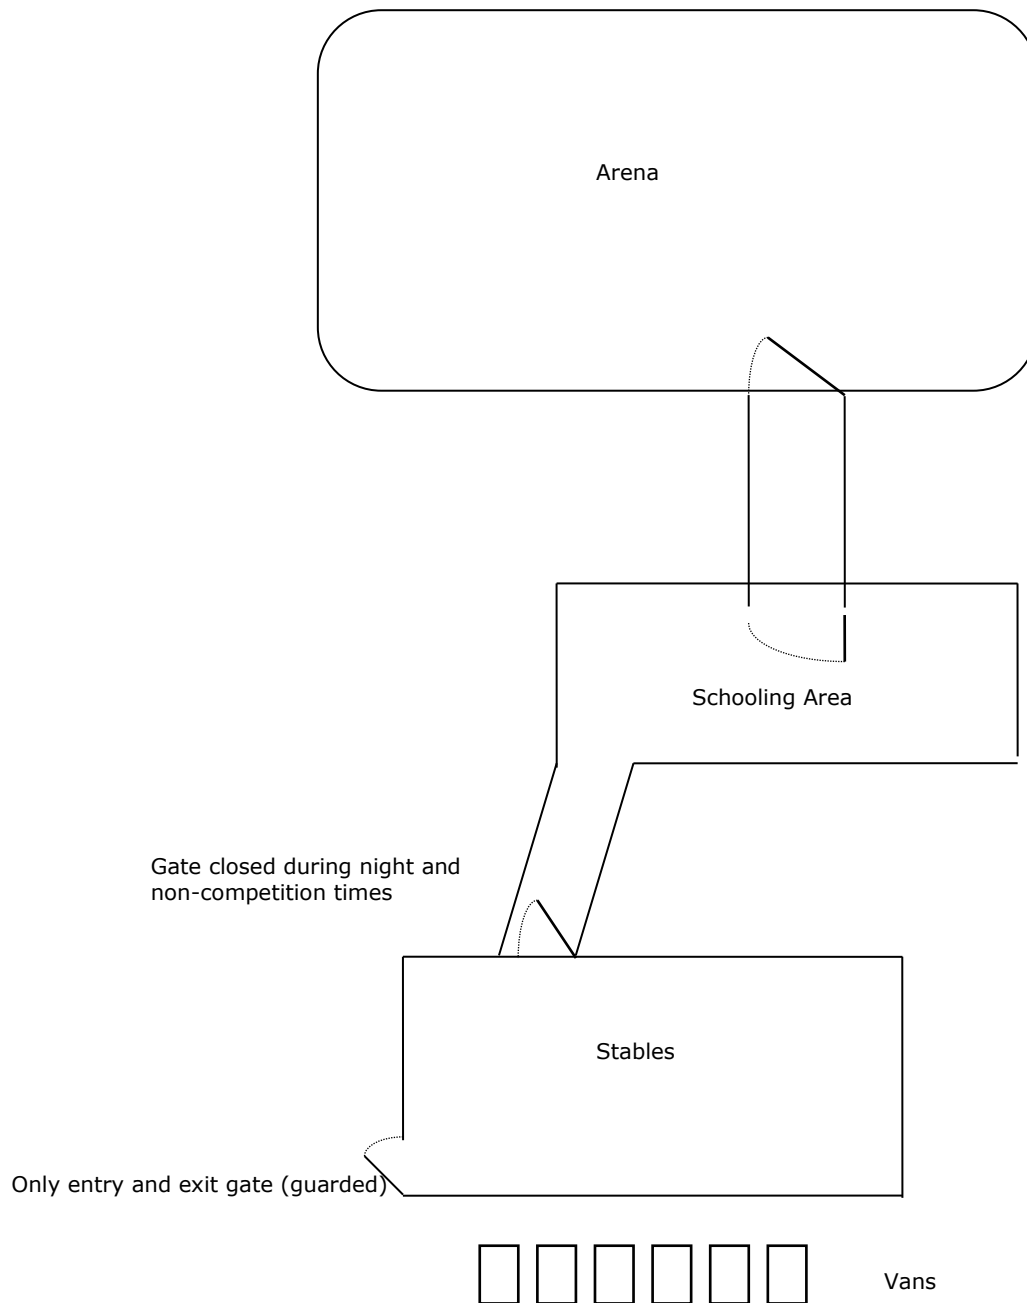 Arena
Schooling Area
Gate closed during night and
non-competition times
Stables
Only entry and exit gate (guarded)
Vans